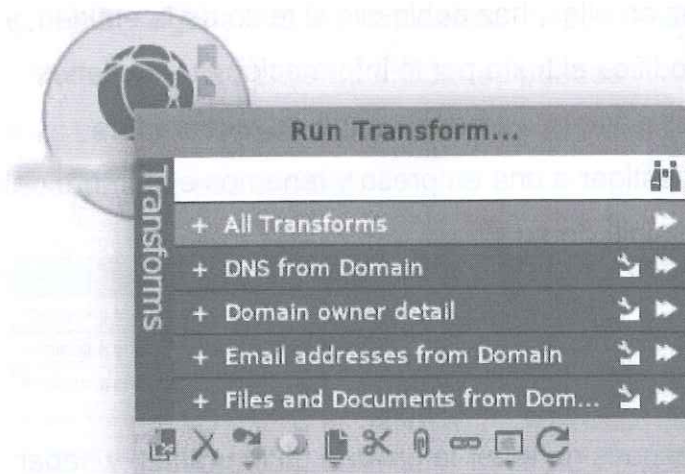 Run Transform...
Transforms
+ All Transforms
+ DNS from Domain
+ Domain owner detail
+ Email addresses from Domain
+ Files and Documents from Dom...